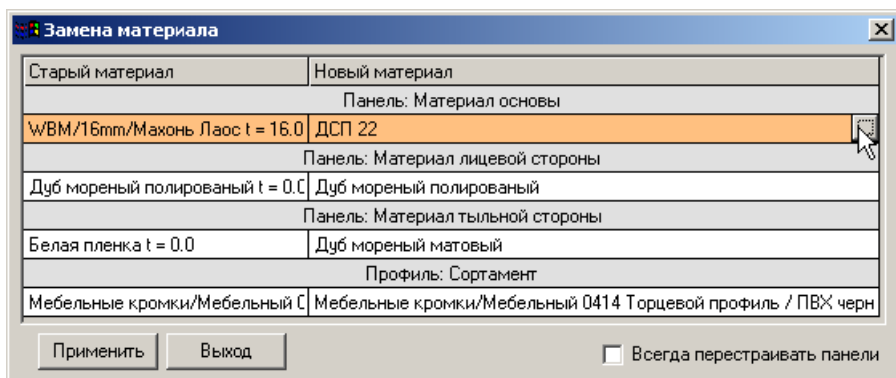 Замена материала
Старый материал Новый материал
Панель: Материал основы
WBM/16mm/Махонь Лаос t = 16.0 ДСП 22
Панель: Материал лицевой стороны
Дуб мореный полированый t = 0.0 Дуб мореный полированый
Панель: Материал тыльной стороны
Белая пленка t = 0.0 Дуб мореный матовый
Профиль: Сортамент
Мебельные кромки/Мебельный 0 Мебельные кромки/Мебельный 0414 Торцевой профиль / ПВХ черн
Применить Выход Всегда перестраивать панели